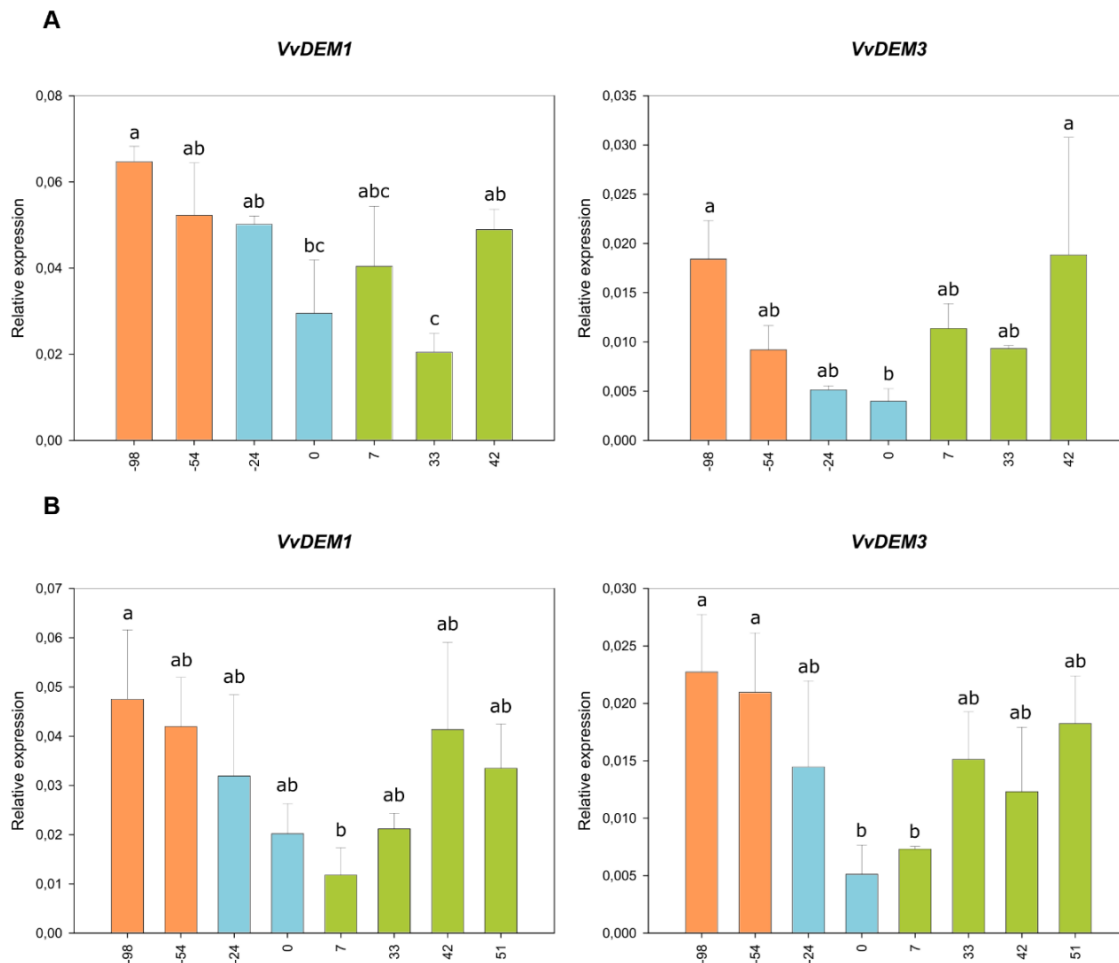 A
VvDEM1
VvDEM3
0,08
0,06
0,04
0,02
0,00
Relative expression
a
ab
ab
bc
abc
c
ab
-98
-54
-24
0
7
33
42
0,035
0,030
0,025
0,020
0,015
0,010
0,005
0,000
Relative expression
a
ab
ab
b
ab
ab
a
-98
-54
-24
0
7
33
42
B
VvDEM1
VvDEM3
0,07
0,06
0,05
0,04
0,03
0,02
0,01
0,00
Relative expression
a
ab
ab
ab
b
ab
ab
ab
-98
-54
-24
0
7
33
42
51
0,030
0,025
0,020
0,015
0,010
0,005
0,000
Relative expression
a
a
ab
b
b
ab
ab
ab
-98
-54
-24
0
7
33
42
51